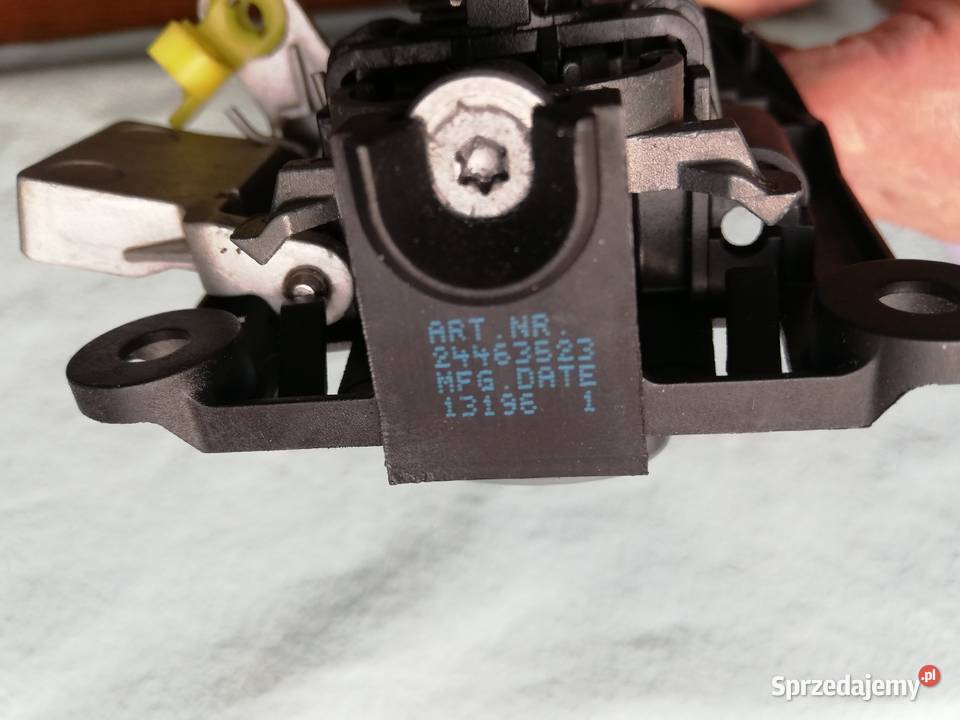 ART.NR.
24463523
MFG.DATE
13196 1
Sprzedajemy.pl